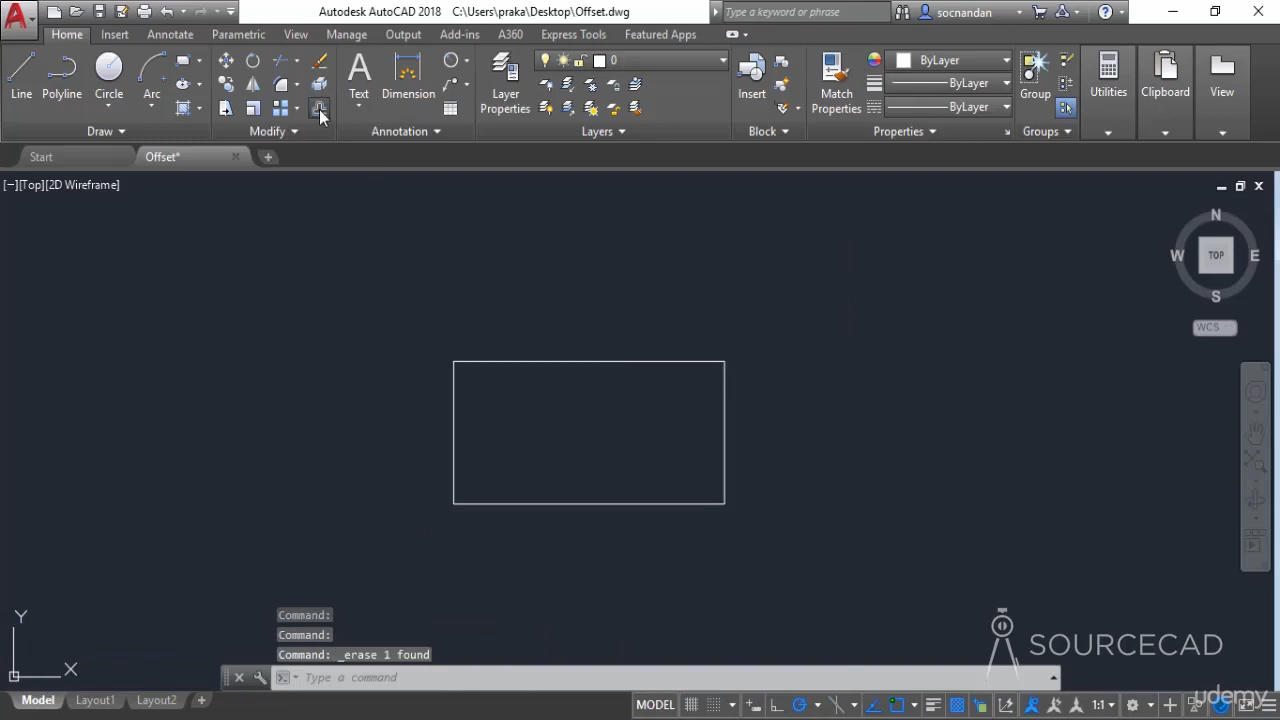 Autodesk AutoCAD 2018 C:\Users\praka\Desktop\Offset.dwg
Type a keyword or phrase
socnandan
Home Insert Annotate Parametric View Manage Output Add-ins A360 Express Tools Featured Apps
Line Polyline Circle Arc
Text Dimension
Layer Properties
0
Insert
Match Properties
ByLayer
ByLayer
ByLayer
Group
Utilities
Clipboard
View
Draw Modify Annotation Layers Block Properties Groups
Start Offset* +
[−][Top][2D Wireframe]
N
W TOP E
S
WCS
Command:
Command:
Command: _erase 1 found
Type a command
Y
X
SOURCECAD
udemy
Model Layout1 Layout2 +
MODEL 1:1